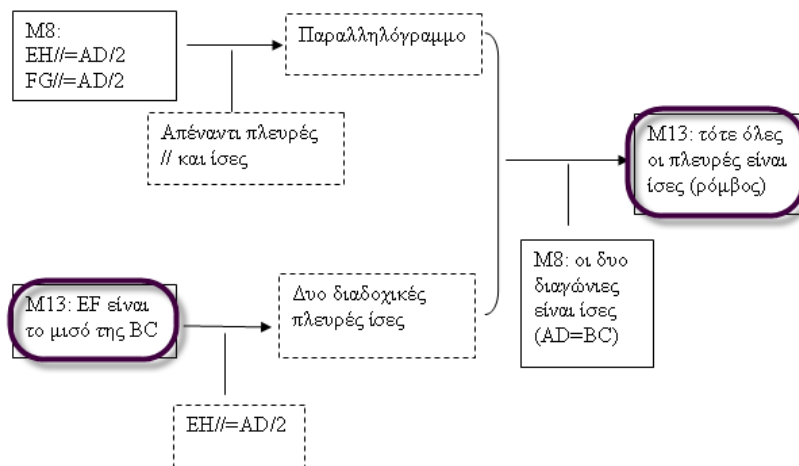 M8:
EH//=AD/2
FG//=AD/2
Παραλληλόγραμμο
Απέναντι πλευρές
// και ίσες
M13: τότε όλες
οι πλευρές είναι
ίσες (ρόμβος)
M8: οι δυο
διαγώνιες
είναι ίσες
(AD=BC)
M13: EF είναι
το μισό της BC
Δυο διαδοχικές
πλευρές ίσες
EH//=AD/2